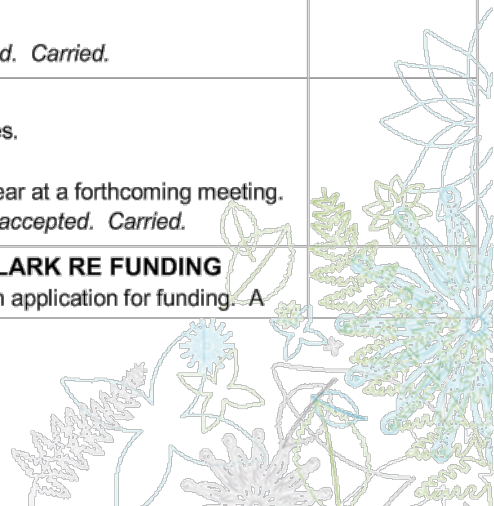 d. Carried.
es.
ear at a forthcoming meeting.
accepted. Carried.
LARK RE FUNDING
n application for funding. A